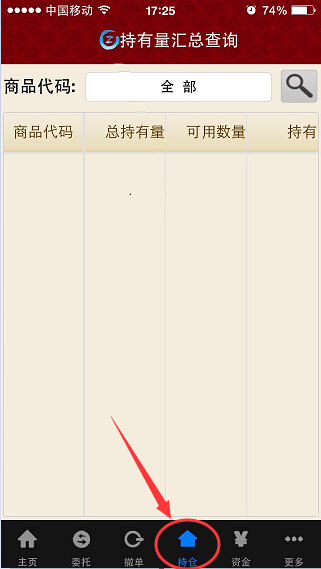 中国移动 17:25 74%
持有量汇总查询
商品代码: 全 部
商品代码 总持有量 可用数量 持有
主页 委托 撤单 持仓 资金 更多